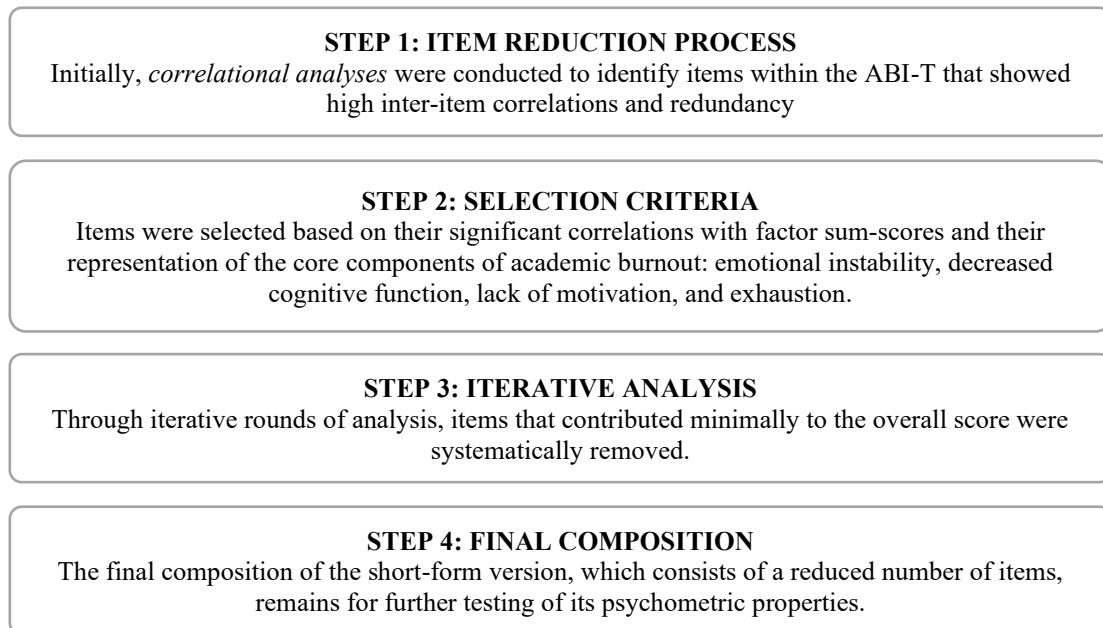 STEP 1: ITEM REDUCTION PROCESS
Initially, correlational analyses were conducted to identify items within the ABI-T that showed
high inter-item correlations and redundancy
STEP 2: SELECTION CRITERIA
Items were selected based on their significant correlations with factor sum-scores and their
representation of the core components of academic burnout: emotional instability, decreased
cognitive function, lack of motivation, and exhaustion.
STEP 3: ITERATIVE ANALYSIS
Through iterative rounds of analysis, items that contributed minimally to the overall score were
systematically removed.
STEP 4: FINAL COMPOSITION
The final composition of the short-form version, which consists of a reduced number of items,
remains for further testing of its psychometric properties.